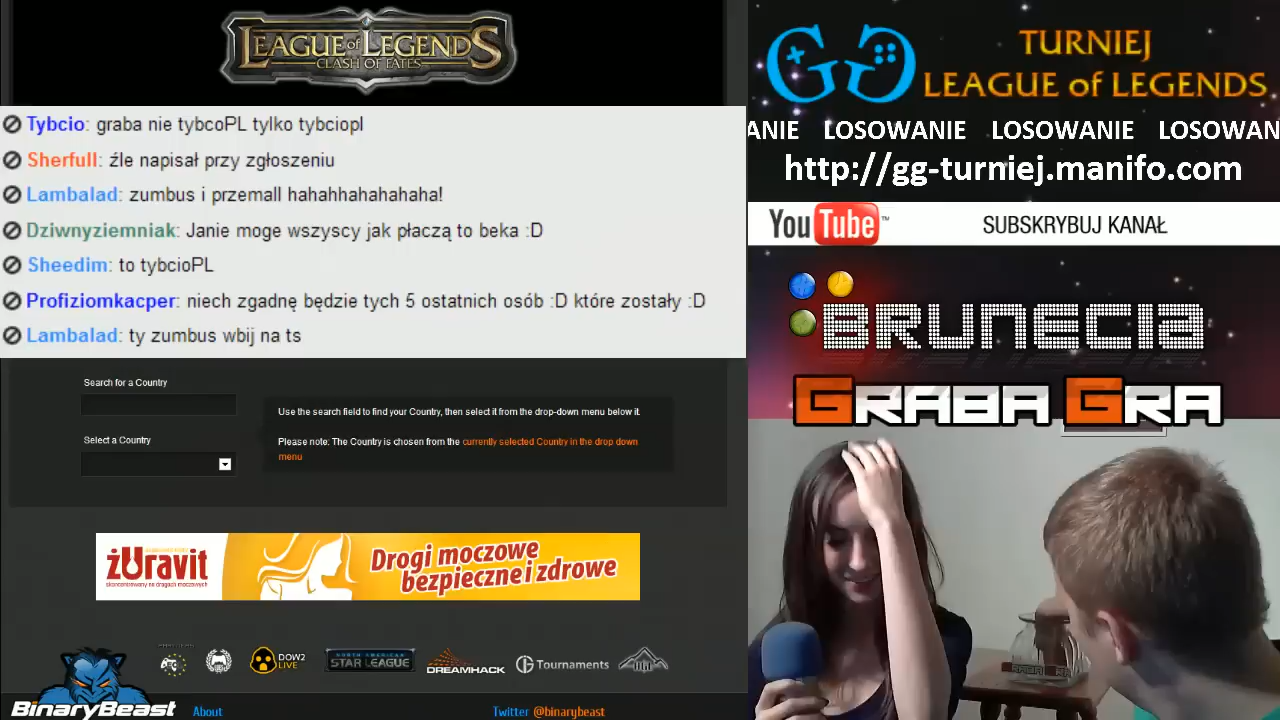 LEAGUE of LEGENDS
CLASH OF FATES
Tybcio: graba nie tybcoPL tylko tybciopl
Sherfull: źle napisał przy zgłoszeniu
Lambalad: zumbus i przemall hahahhahahahaha!
Dziwnyziemniak: Janie moge wszyscy jak płaczą to beka :D
Sheedim: to tybcioPL
Profiziomkacper: niech zgadnę będzie tych 5 ostatnich osób :D które zostały :D
Lambalad: ty zumbus wbij na ts
Search for a Country
Use the search field to find your Country, then select it from the drop-down menu below it.
Select a Country
Please note: The Country is chosen from the currently selected Country in the drop down
menu
żUravit
Drogi moczowe
bezpieczne i zdrowe
DOW2
LIVE
NORTH AMERICAN
STAR LEAGUE
DREAMHACK
Tournaments
BINARYBEAST
About
Twitter @binarybeast
GG
TURNIEJ
LEAGUE of LEGENDS
ANIE LOSOWANIE LOSOWANIE LOSOWAN
http://gg-turniej.manifo.com
YouTube™
SUBSKRYBUJ KANAŁ
BRUNECIA
GRABA GRA
GRABA GRA